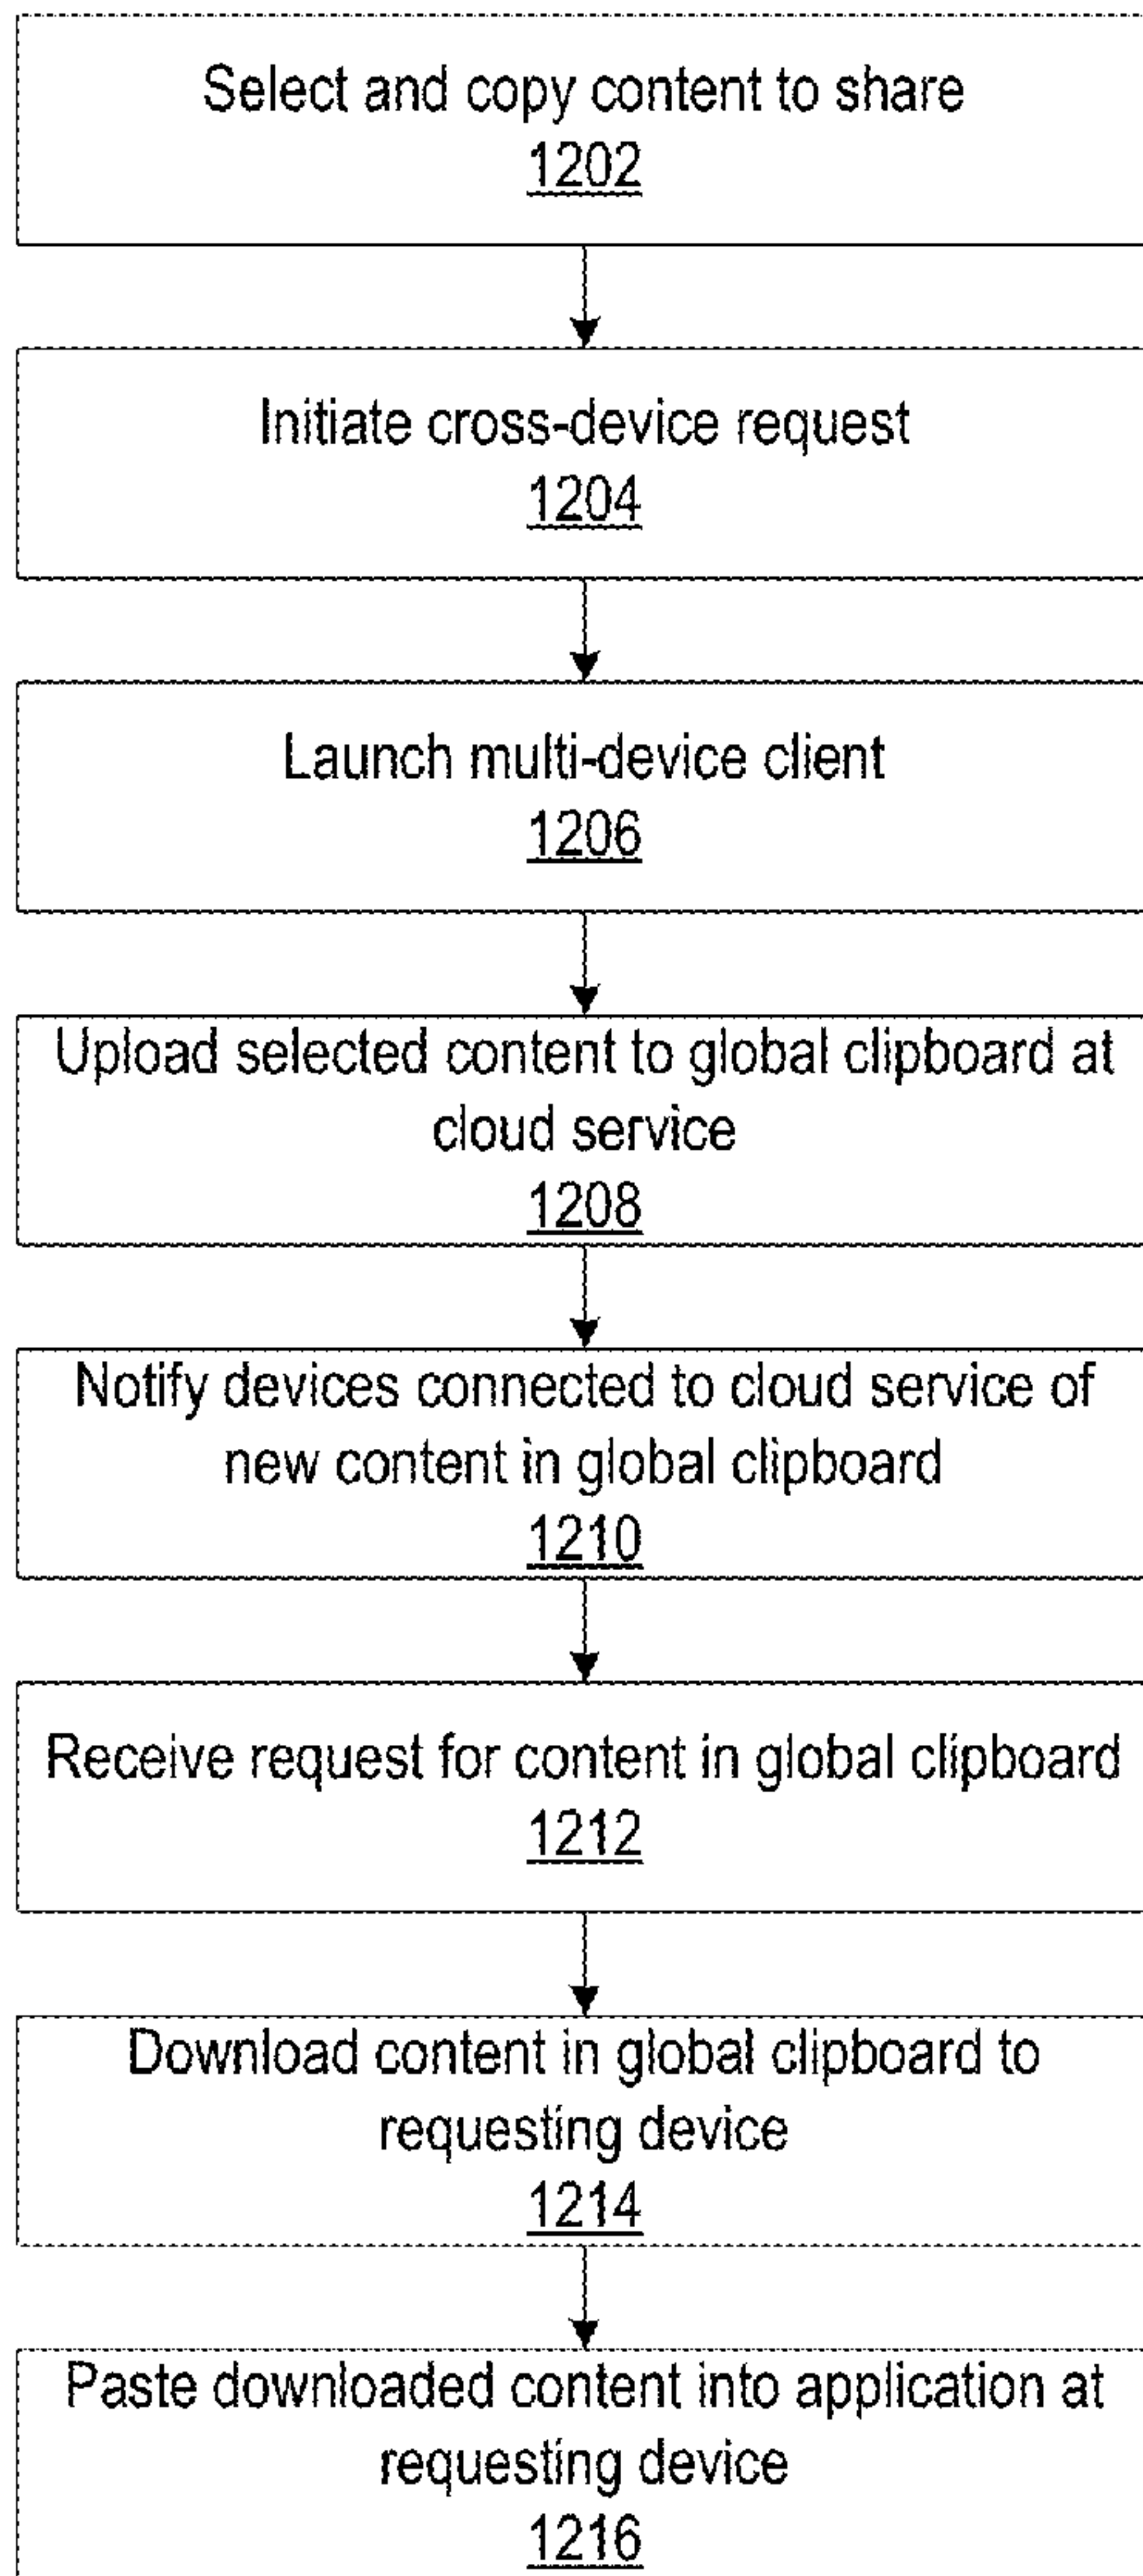 Select and copy content to share
1202
Initiate cross-device request
1204
Launch multi-device client
1206
Upload selected content to global clipboard at
cloud service
1208
Notify devices connected to cloud service of
new content in global clipboard
1210
Receive request for content in global clipboard
1212
Download content in global clipboard to
requesting device
1214
Paste downloaded content into application at
requesting device
1216